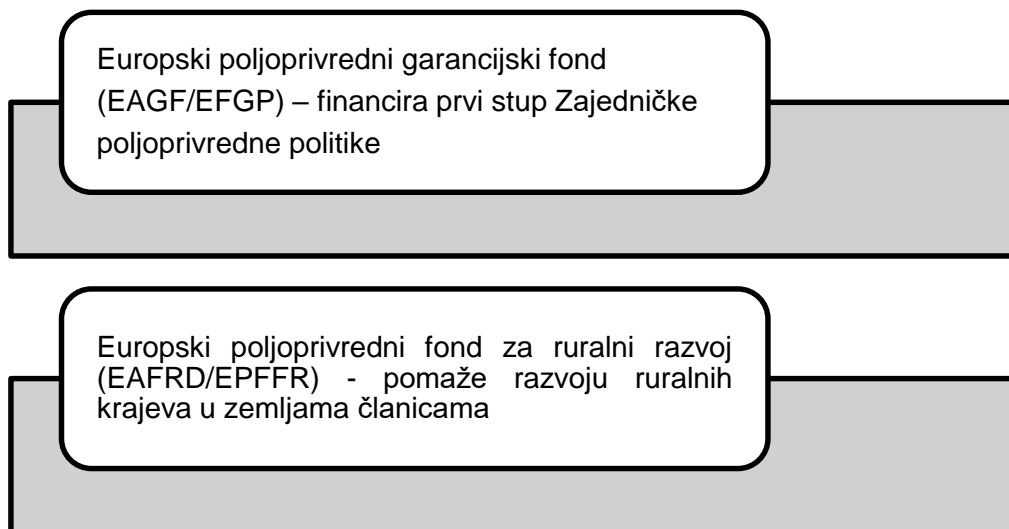 Europski poljoprivredni garancijski fond
(EAGF/EFGP) – financira prvi stup Zajedničke
poljoprivredne politike
Europski poljoprivredni fond za ruralni razvoj
(EAFRD/EPFFR) - pomaže razvoju ruralnih
krajeva u zemljama članicama